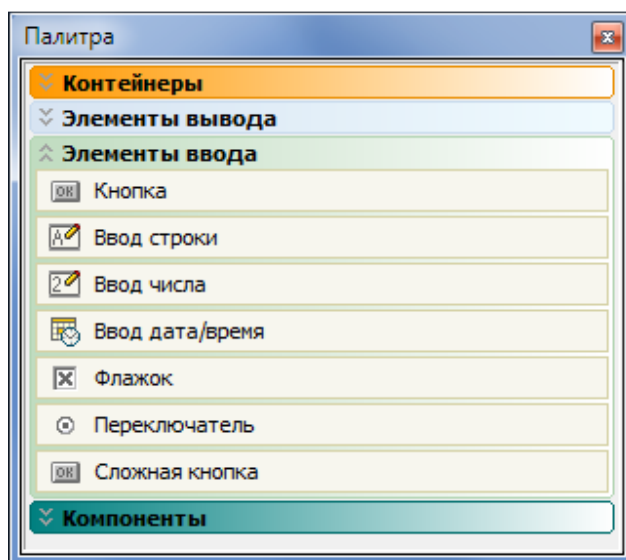 Палитра
Контейнеры
Элементы вывода
Элементы ввода
Кнопка
Ввод строки
Ввод числа
Ввод дата/время
Флажок
Переключатель
Сложная кнопка
Компоненты